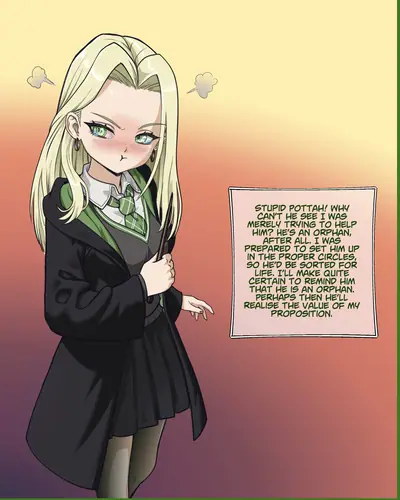 STUPID POTTAH! WHY
CAN'T HE SEE I WAS
MERELY TRYING TO HELP
HIM? HE'S AN ORPHAN,
AFTER ALL. I WAS
PREPARED TO SET HIM UP
IN THE PROPER CIRCLES,
SO HE'D BE SORTED FOR
LIFE. I'LL MAKE QUITE
CERTAIN TO REMIND HIM
THAT HE IS AN ORPHAN.
PERHAPS THEN HE'LL
REALISE THE VALUE OF MY
PROPOSITION.